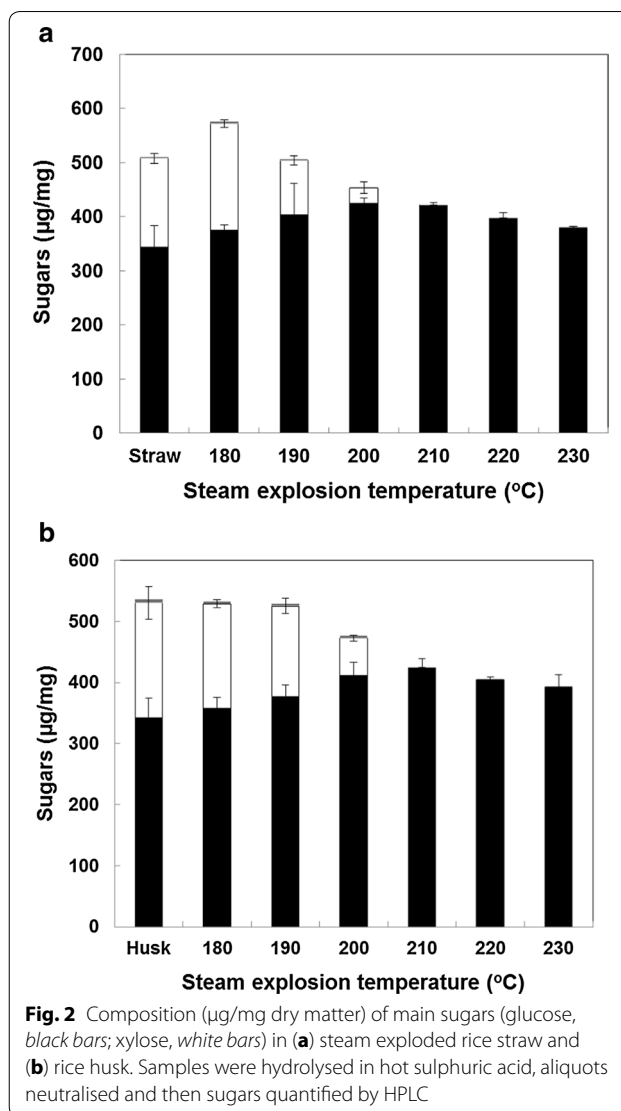 a
700
600
500
400
300
200
100
0
Sugars (µg/mg)
Straw 180 190 200 210 220 230
Steam explosion temperature (oC)
b
600
500
400
300
200
100
0
Sugars (µg/mg)
Husk 180 190 200 210 220 230
Steam explosion temperature (oC)
Fig. 2 Composition (µg/mg dry matter) of main sugars (glucose,
black bars; xylose, white bars) in (a) steam exploded rice straw and
(b) rice husk. Samples were hydrolysed in hot sulphuric acid, aliquots
neutralised and then sugars quantified by HPLC